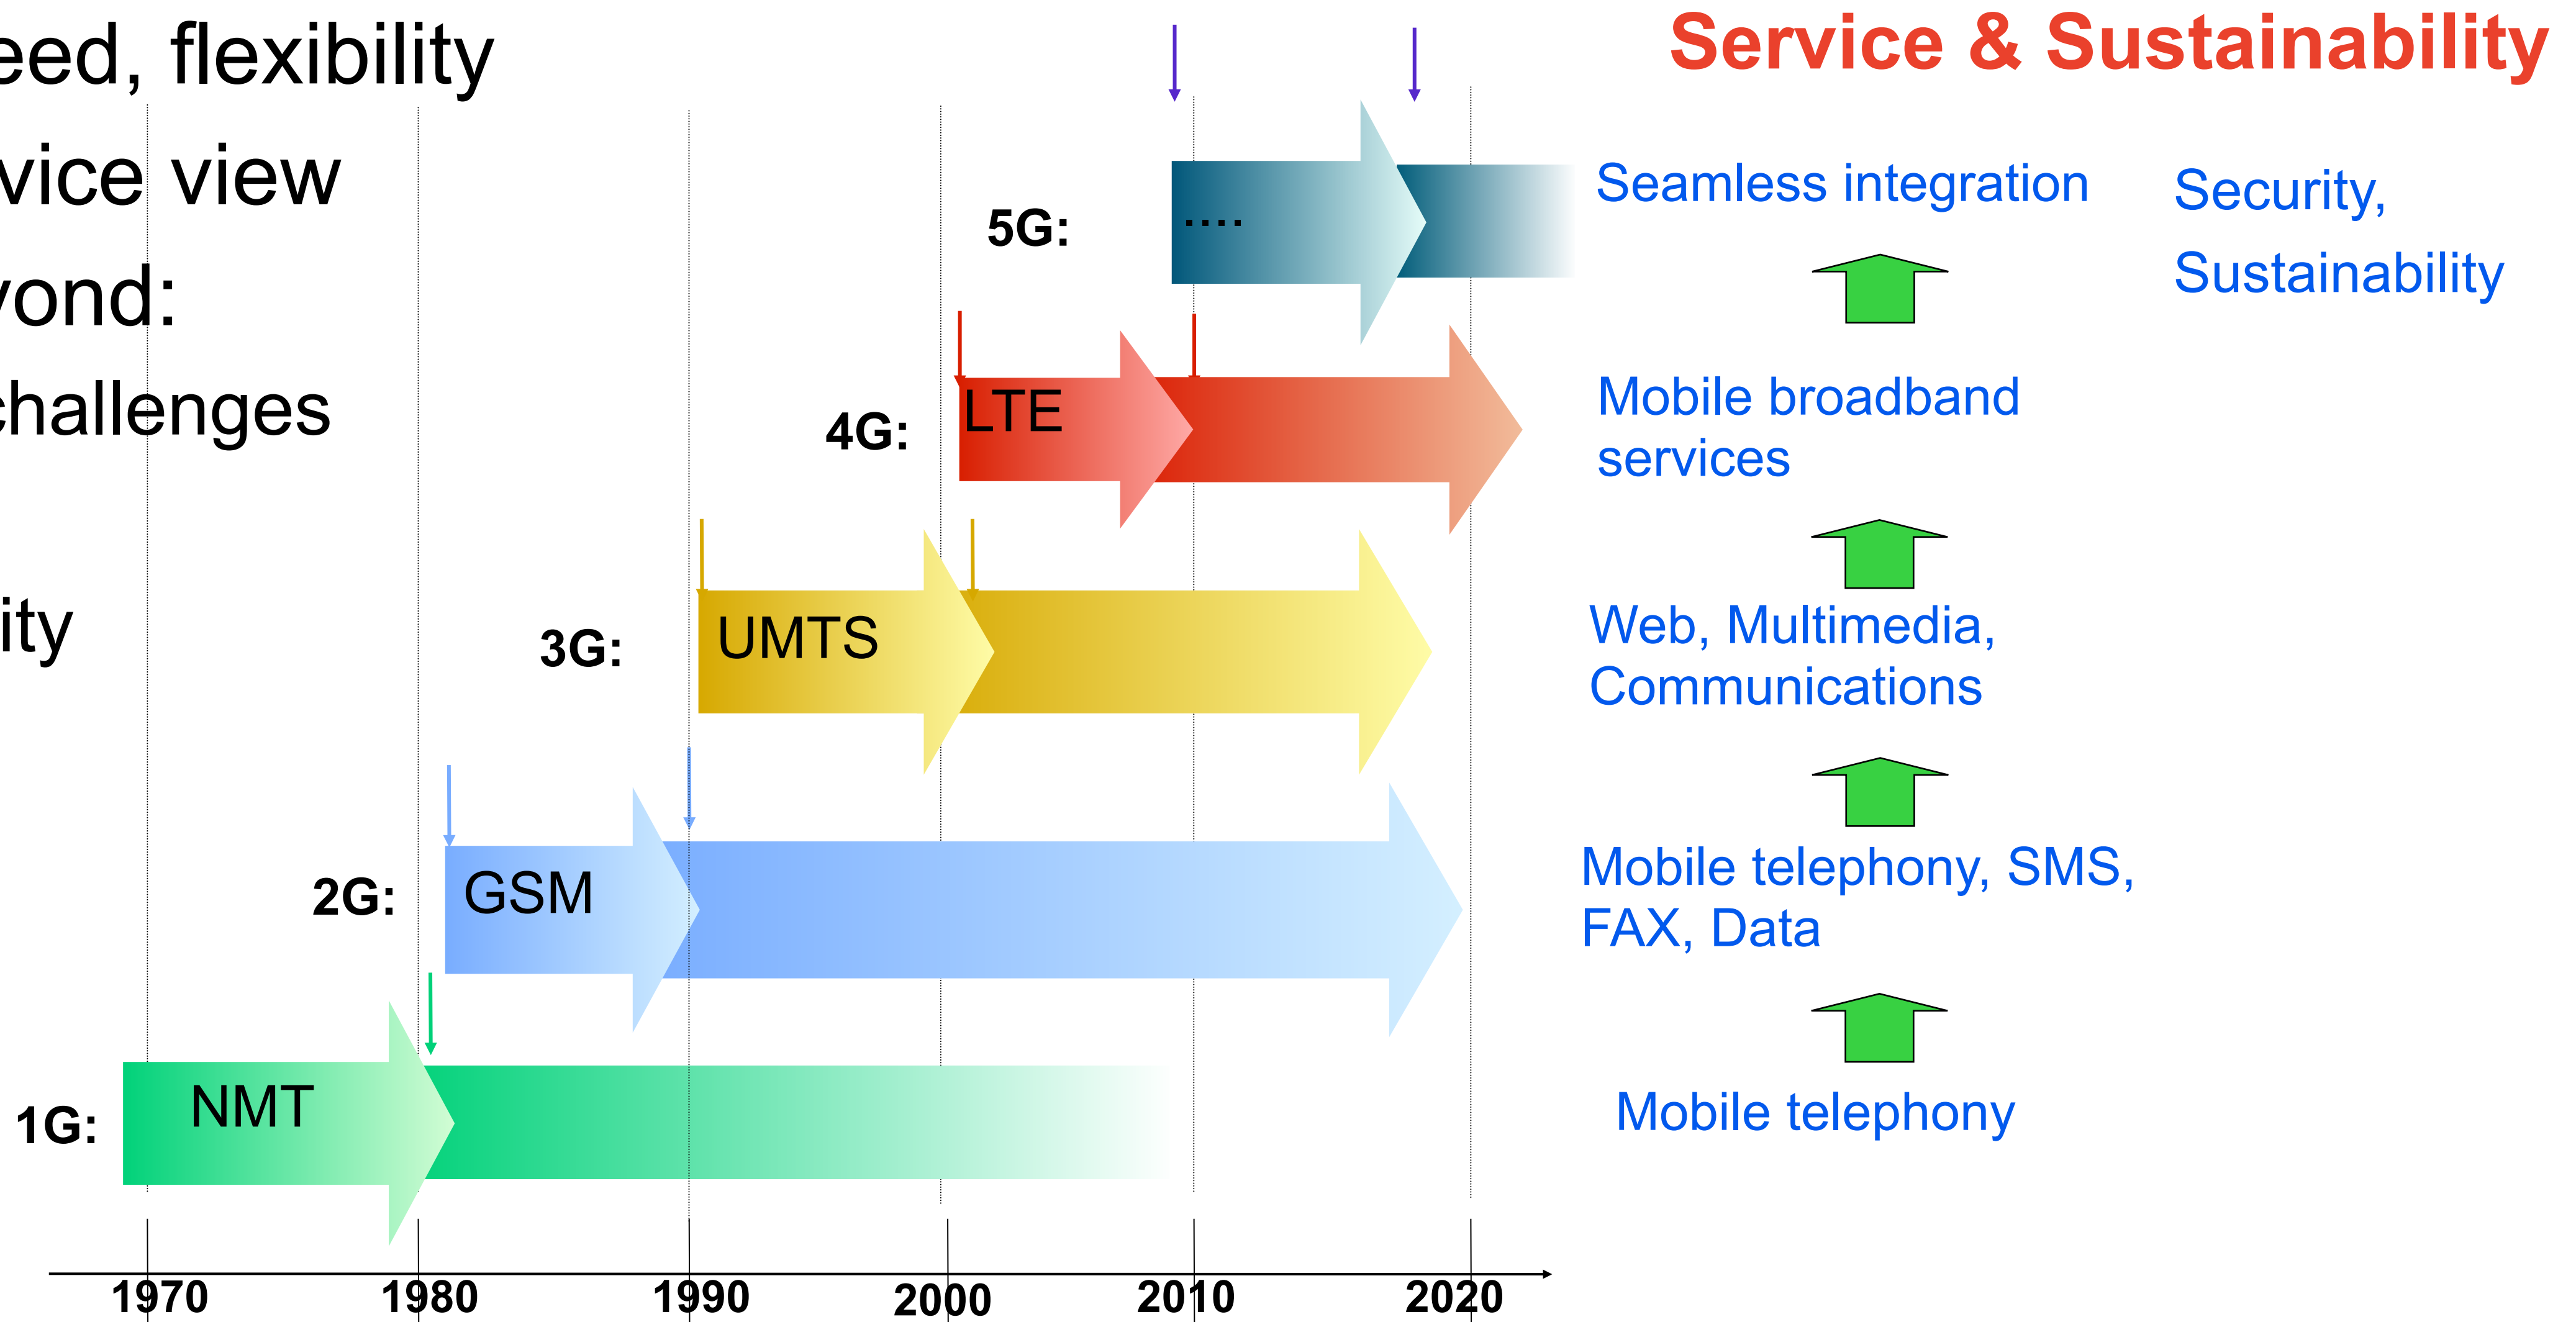 eed, flexibility
Service & Sustainability
vice view
Seamless integration
Security,
Sustainability
5G:
....
yond:
challenges
4G:
LTE
Mobile broadband
services
ity
3G:
UMTS
Web, Multimedia,
Communications
2G:
GSM
Mobile telephony, SMS,
FAX, Data
1G:
NMT
Mobile telephony
1970 1980 1990 2000 2010 2020